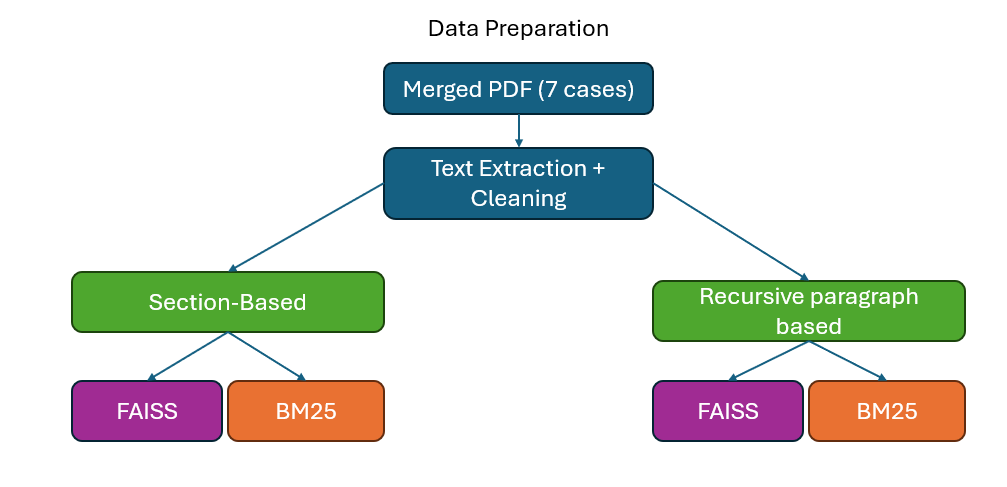 Data Preparation
Merged PDF (7 cases)
Text Extraction +
Cleaning
Section-Based
Recursive paragraph
based
FAISS
BM25
FAISS
BM25